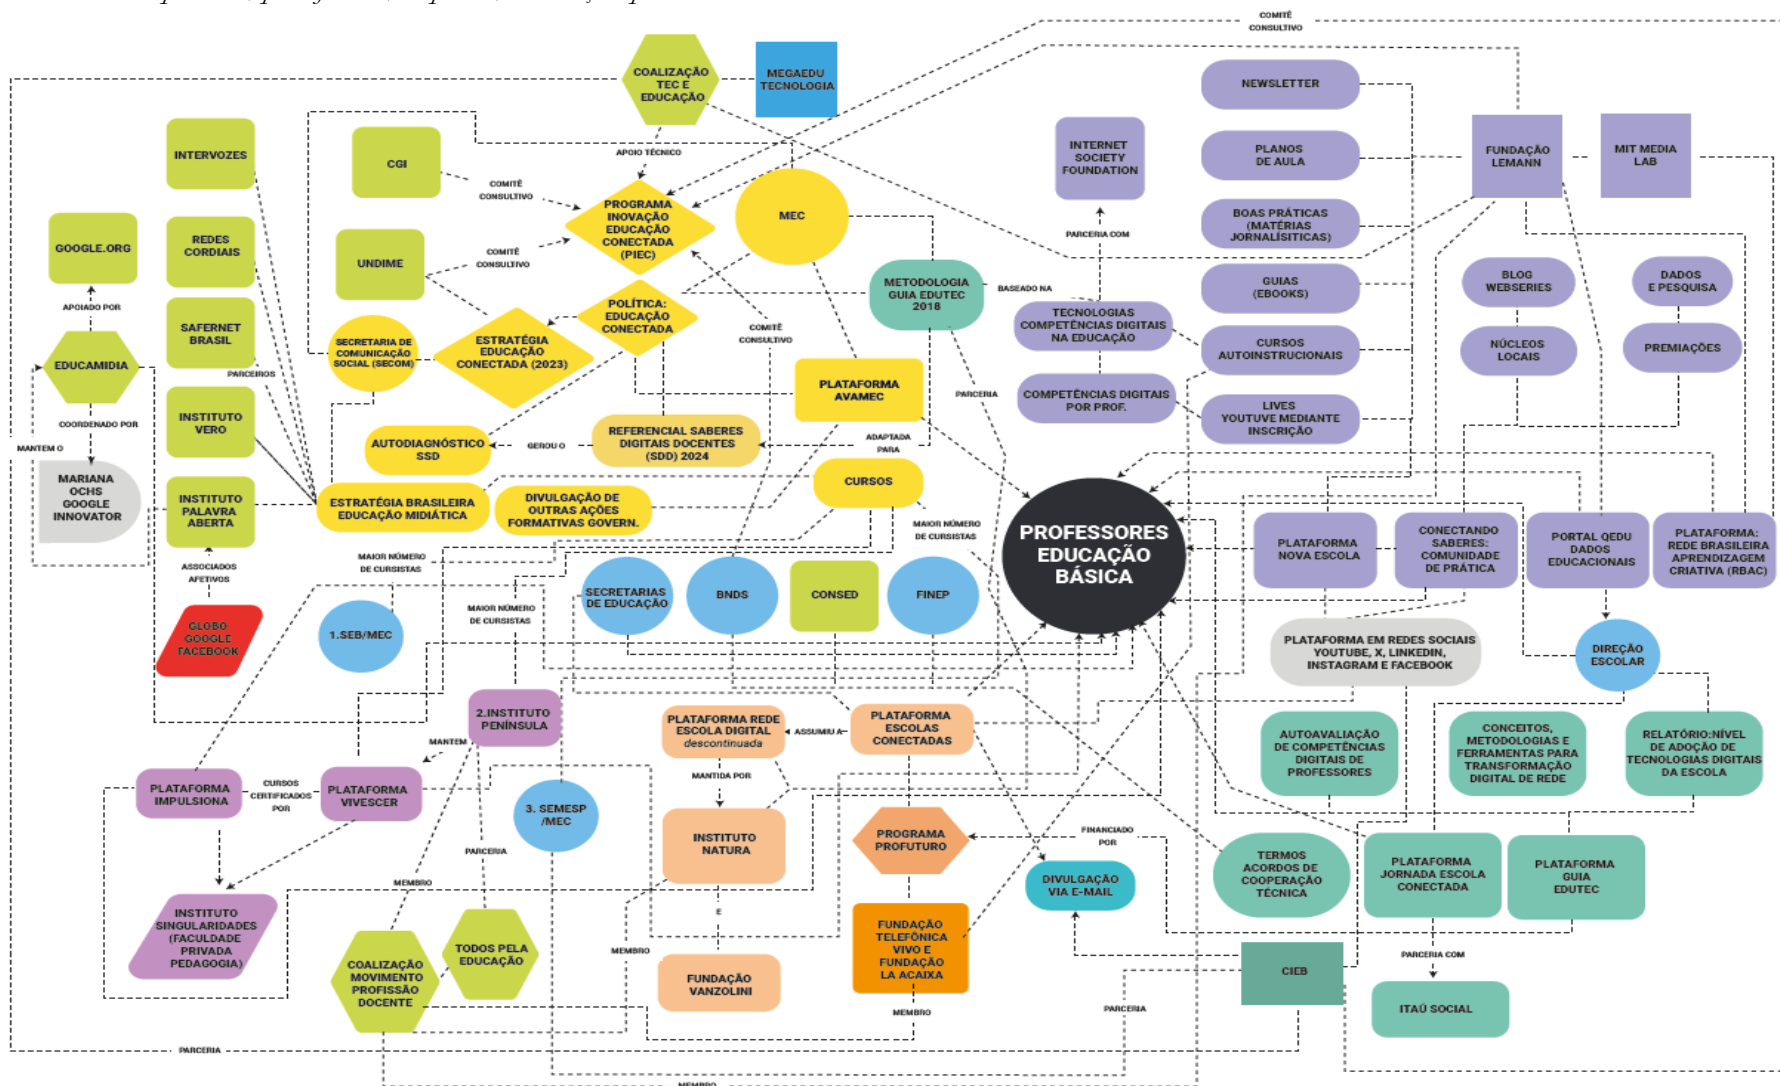 COMITÊ
CONSULTIVO
COALIZAÇÃO
TEC E
EDUCAÇÃO
MEGAEDU
TECNOLOGIA
NEWSLETTER
INTERVOZES
CGI
APOIO TÉCNICO
INTERNET
SOCIETY
FOUNDATION
PLANOS
DE AULA
FUNDAÇÃO
LEMANN
MIT MEDIA
LAB
COMITÊ
CONSULTIVO
PROGRAMA
INOVAÇÃO
EDUCAÇÃO
CONECTADA
(PIEC)
MEC
BOAS PRÁTICAS
(MATÉRIAS
JORNALÍSITICAS)
PARCERIA COM
GOOGLE.ORG
REDES
CORDIAIS
UNDIME
COMITÊ
CONSULTIVO
METODOLOGIA
GUIA EDUTEC
2018
BASEADO NA
GUIAS
(EBOOKS)
BLOG
WEBSERIES
DADOS
E PESQUISA
APOIADO POR
POLÍTICA:
EDUCAÇÃO
CONECTADA
COMITÊ
CONSULTIVO
TECNOLOGIAS
COMPETÊNCIAS DIGITAIS
NA EDUCAÇÃO
SAFERNET
BRASIL
SECRETARIA DE
COMUNICAÇÃO
SOCIAL (SECOM)
ESTRATÉGIA
EDUCAÇÃO
CONECTADA (2023)
CURSOS
AUTOINSTRUCIONAIS
NÚCLEOS
LOCAIS
PREMIAÇÕES
EDUCAMIDIA
PARCEIROS
PLATAFORMA
AVAMEC
PARCERIA
COMPETÊNCIAS DIGITAIS
POR PROF.
COORDENADO POR
INSTITUTO
VERO
LIVES
YOUTUVE MEDIANTE
INSCRIÇÃO
MANTEM O
AUTODIAGNÓSTICO
SSD
GEROU O
REFERENCIAL SABERES
DIGITAIS DOCENTES
(SDD) 2024
ADAPTADA
PARA
MARIANA
OCHS
GOOGLE
INNOVATOR
INSTITUTO
PALAVRA
ABERTA
ESTRATÉGIA BRASILEIRA
EDUCAÇÃO MIDIÁTICA
DIVULGAÇÃO DE
OUTRAS AÇÕES
FORMATIVAS GOVERN.
CURSOS
MAIOR NÚMERO
DE CURSISTAS
PROFESSORES
EDUCAÇÃO
BÁSICA
PLATAFORMA
NOVA ESCOLA
CONECTANDO
SABERES:
COMUNIDADE
DE PRÁTICA
PORTAL QEDU
DADOS
EDUCACIONAIS
PLATAFORMA:
REDE BRASILEIRA
APRENDIZAGEM
CRIATIVA (RBAC)
ASSOCIADOS
AFETIVOS
MAIOR NÚMERO
DE CURSISTAS
SECRETARIAS
DE EDUCAÇÃO
BNDS
CONSED
FINEP
GLOBO
GOOGLE
FACEBOOK
1.SEB/MEC
MAIOR NÚMERO
DE CURSISTAS
PLATAFORMA EM REDES SOCIAIS
YOUTUBE, X, LINKEDIN,
INSTAGRAM E FACEBOOK
DIREÇÃO
ESCOLAR
2.INSTITUTO
PENÍNSULA
MANTEM
PLATAFORMA REDE
ESCOLA DIGITAL
descontinuada
ASSUMIU A
PLATAFORMA
ESCOLAS
CONECTADAS
AUTOAVALIAÇÃO
DE COMPETÊNCIAS
DIGITAIS DE
PROFESSORES
CONCEITOS,
METODOLOGIAS E
FERRAMENTAS PARA
TRANSFORMAÇÃO
DIGITAL DE REDE
RELATÓRIO:NÍVEL
DE ADOÇÃO DE
TECNOLOGIAS DIGITAIS
DA ESCOLA
PLATAFORMA
IMPULSIONA
CURSOS
CERTIFICADOS
POR
PLATAFORMA
VIVESCER
MANTIDA POR
3. SEMESP
/MEC
INSTITUTO
NATURA
PROGRAMA
PROFUTURO
FINANCIADO
POR
PARCERIA
MEMBRO
DIVULGAÇÃO
VIA E-MAIL
TERMOS
ACORDOS DE
COOPERAÇÃO
TÉCNICA
PLATAFORMA
JORNADA ESCOLA
CONECTADA
PLATAFORMA
GUIA
EDUTEC
E
INSTITUTO
SINGULARIDADES
(FACULDADE
PRIVADA
PEDAGOGIA)
COALIZAÇÃO
MOVIMENTO
PROFISSÃO
DOCENTE
TODOS PELA
EDUCAÇÃO
MEMBRO
FUNDAÇÃO
VANZOLINI
FUNDAÇÃO
TELEFÔNICA
VIVO E
FUNDAÇÃO
LA ACAIXA
CIEB
PARCERIA COM
ITAÚ SOCIAL
MEMBRO
PARCERIA
PARCERIA
MEMBRO